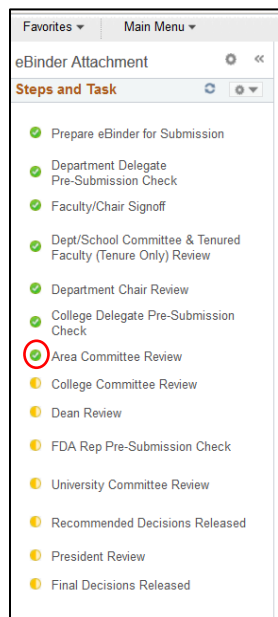 Favorites Main Menu
eBinder Attachment
Steps and Task
Prepare eBinder for Submission
Department Delegate
Pre-Submission Check
Faculty/Chair Signoff
Dept/School Committee & Tenured
Faculty (Tenure Only) Review
Department Chair Review
College Delegate Pre-Submission
Check
Area Committee Review
College Committee Review
Dean Review
FDA Rep Pre-Submission Check
University Committee Review
Recommended Decisions Released
President Review
Final Decisions Released